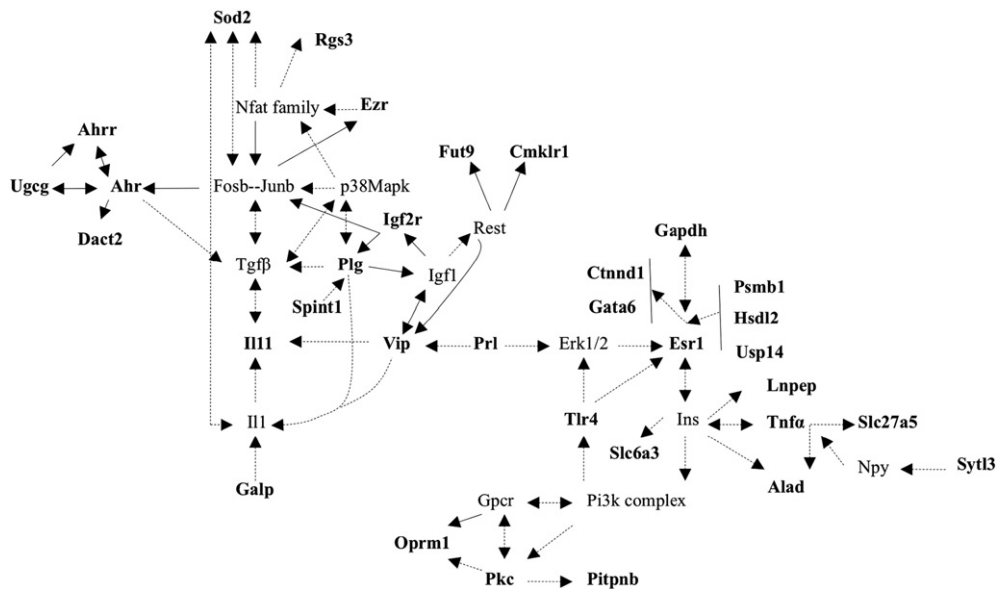 Sod2
Rgs3
Nfat family
Ezr
Ahrr
Fut9
Cmklr1
Ugcg
Ahr
Fosb--Junb
p38Mapk
Igf2r
Rest
Dact2
Gapdh
Tgfβ
Plg
Igf1
Ctnnd1
Psmb1
Spint1
Gata6
Hsdl2
Il11
Vip
Prl
Erk1/2
Esr1
Usp14
Lnpep
Il1
Tlr4
Ins
Tnfα
Slc27a5
Slc6a3
Npy
Sytl3
Galp
Alad
Gpcr
Pi3k complex
Oprm1
Pkc
Pitpnb